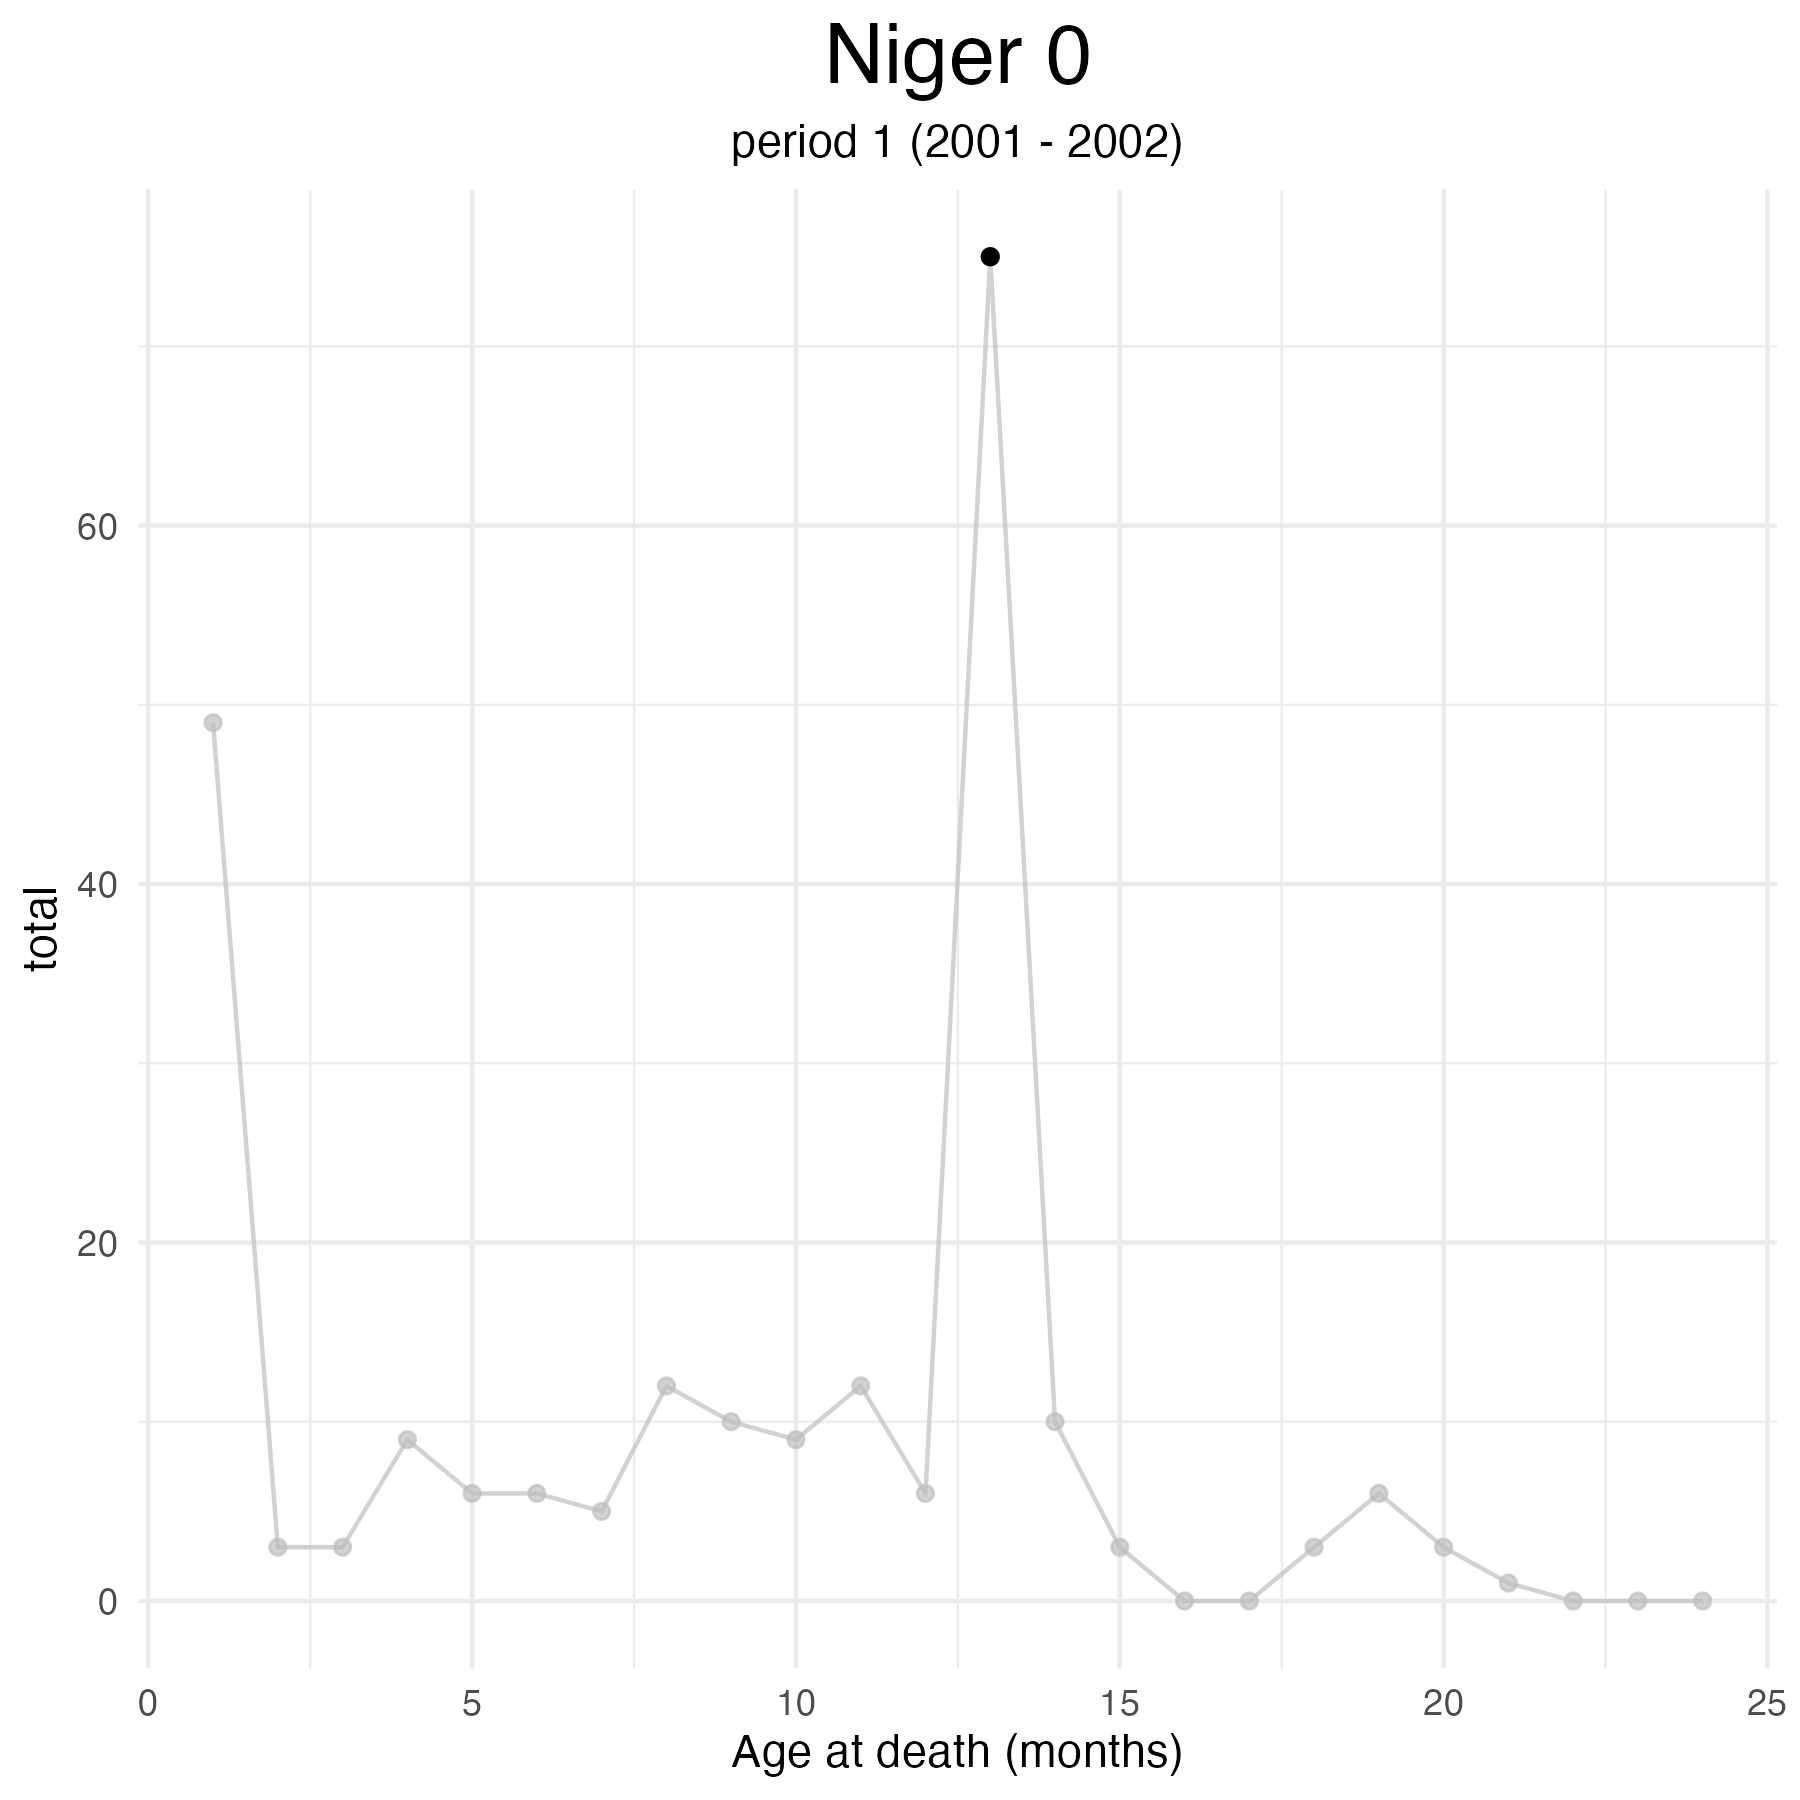 Niger 0
period 1 (2001 - 2002)
total
60
40
20
0
0 5 10 15 20 25
Age at death (months)